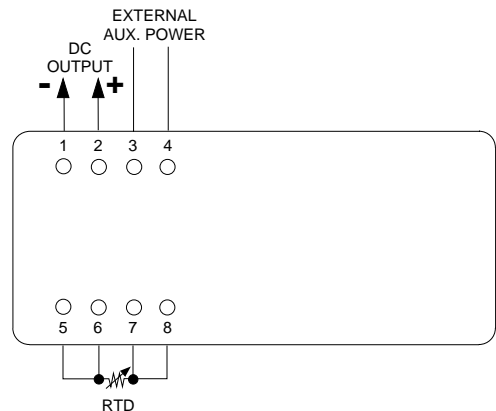 EXTERNAL
AUX. POWER
DC
OUTPUT
- +
1 2 3 4
5 6 7 8
RTD